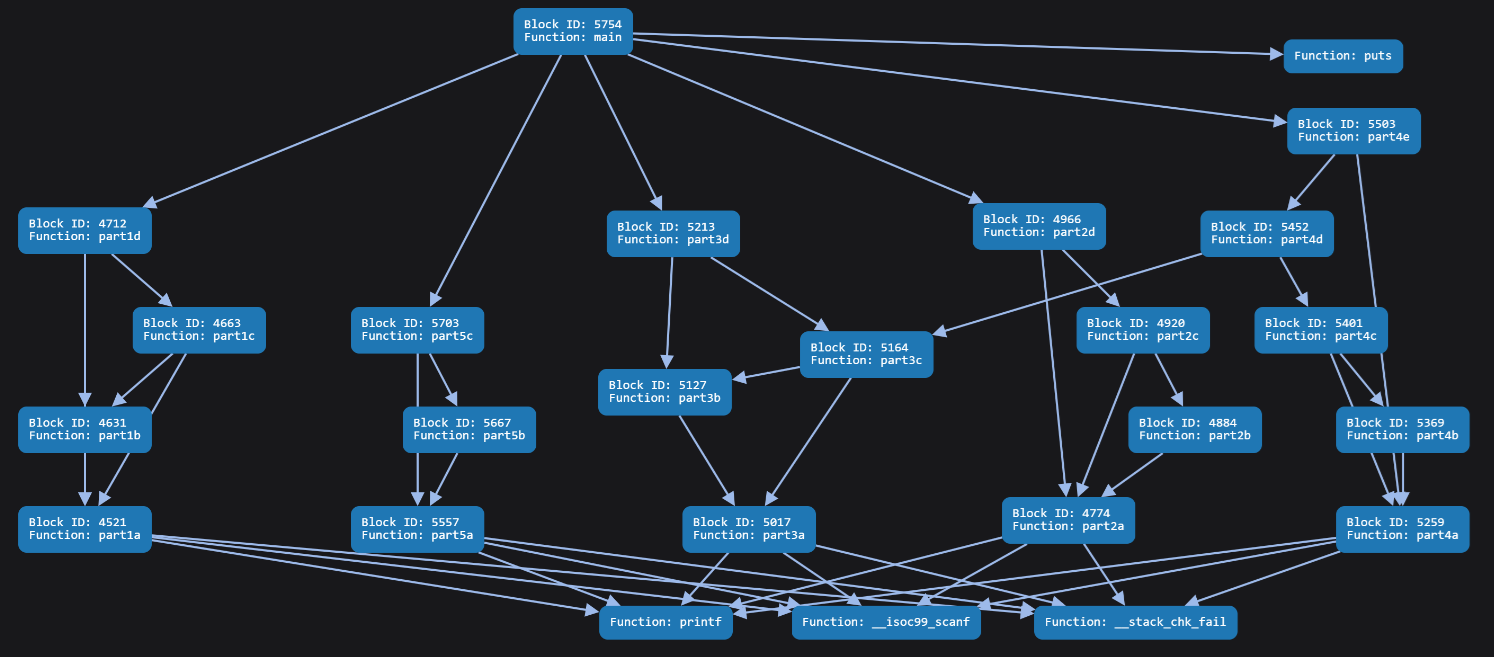 Block ID: 5754
Function: main
Function: puts
Block ID: 5503
Function: part4e
Block ID: 4712
Function: part1d
Block ID: 5213
Function: part3d
Block ID: 4966
Function: part2d
Block ID: 5452
Function: part4d
Block ID: 4663
Function: part1c
Block ID: 5703
Function: part5c
Block ID: 5164
Function: part3c
Block ID: 4920
Function: part2c
Block ID: 5401
Function: part4c
Block ID: 5127
Function: part3b
Block ID: 4631
Function: part1b
Block ID: 5667
Function: part5b
Block ID: 4884
Function: part2b
Block ID: 5369
Function: part4b
Block ID: 4521
Function: part1a
Block ID: 5557
Function: part5a
Block ID: 5017
Function: part3a
Block ID: 4774
Function: part2a
Block ID: 5259
Function: part4a
Function: printf
Function: __isoc99_scanf
Function: __stack_chk_fail